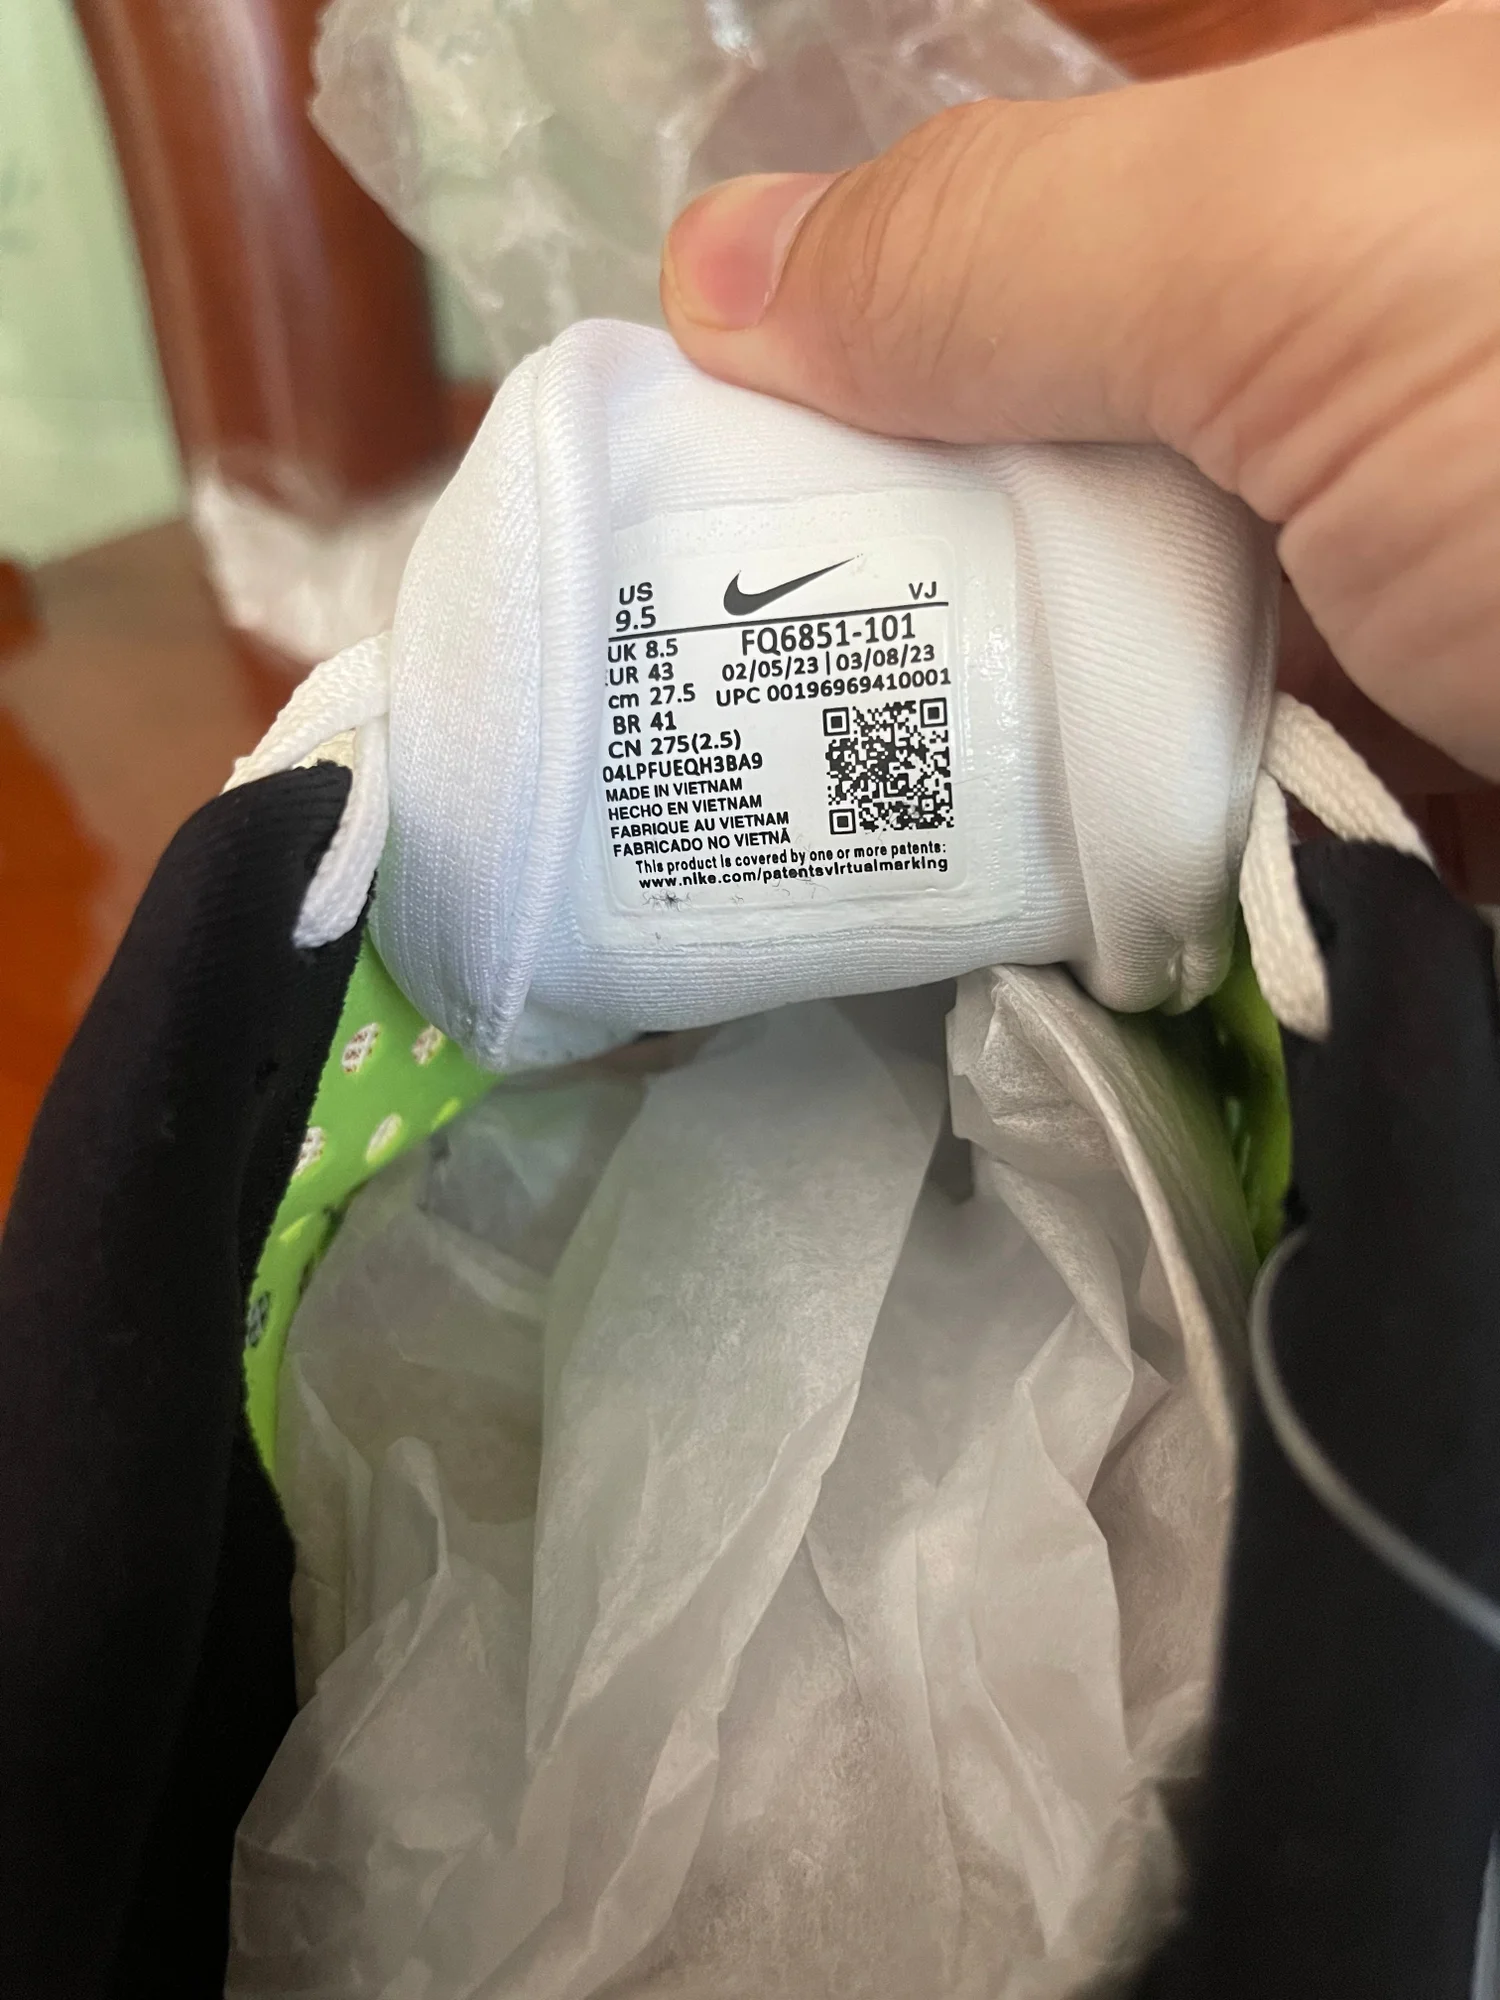 US VJ
9.5
UK 8.5 FQ6851-101
UR 43 02/05/23 | 03/08/23
cm 27.5 UPC 00196969410001
BR 41
CN 275(2.5)
04LPFUEQH3BA9
MADE IN VIETNAM
HECHO EN VIETNAM
FABRIQUE AU VIETNAM
FABRICADO NO VIETNÃ
This product is covered by one or more patents:
www.nike.com/patentsvirtualmarking